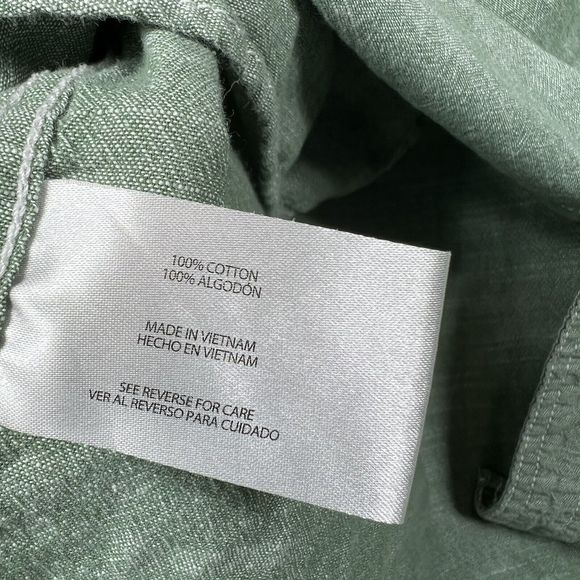 100% COTTON
100% ALGODÓN
MADE IN VIETNAM
HECHO EN VIETNAM
SEE REVERSE FOR CARE
VER AL REVERSO PARA CUIDADO